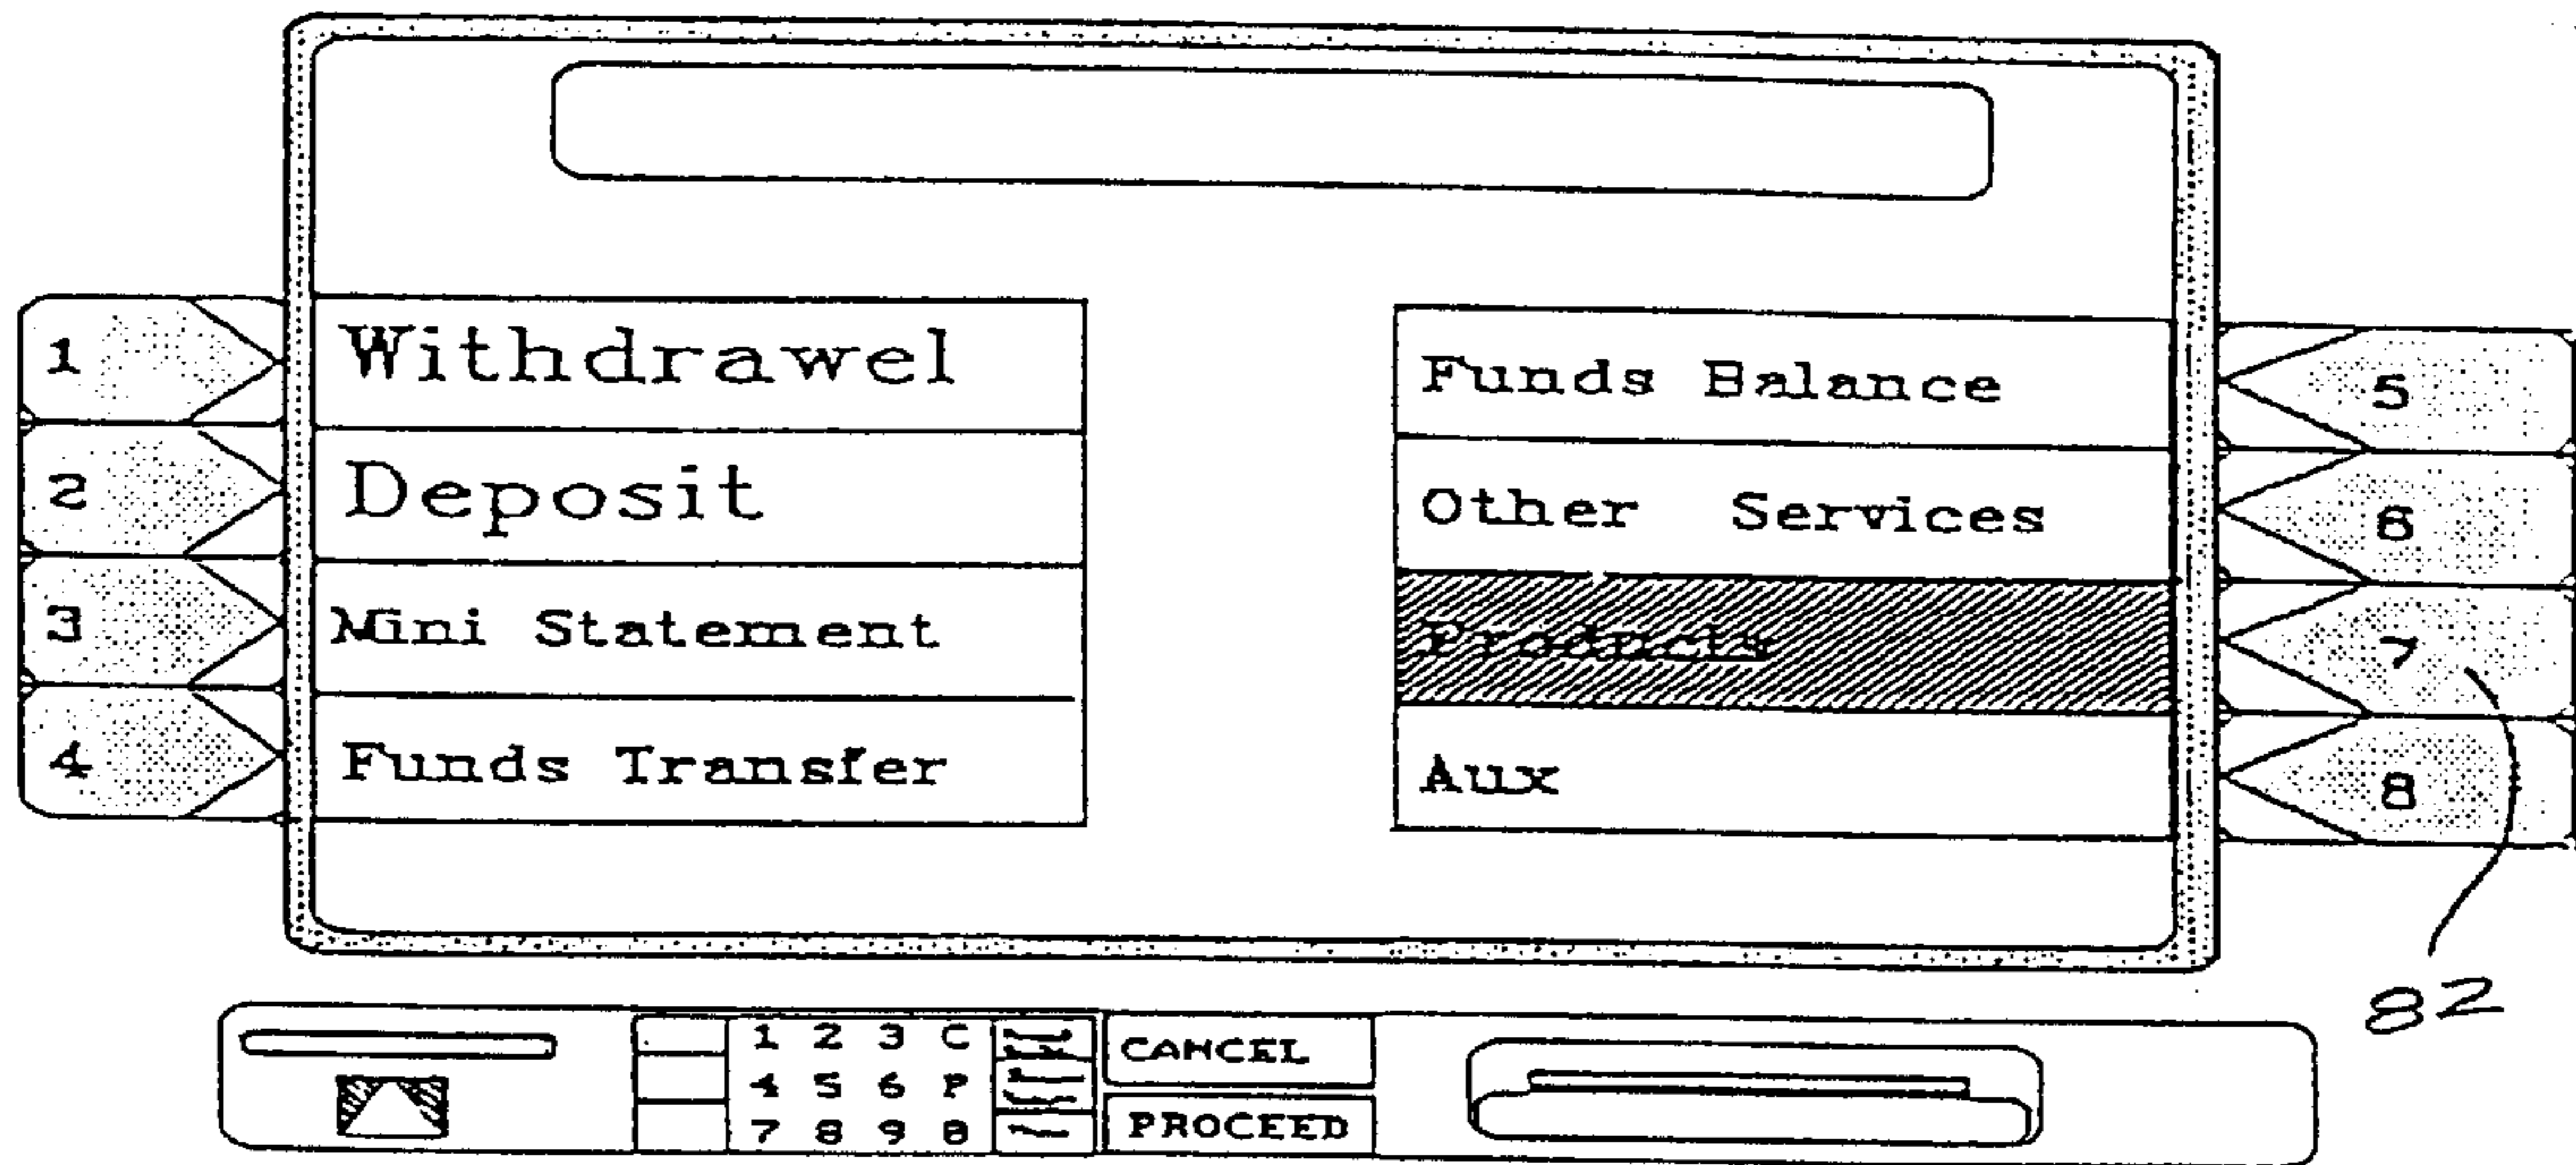 1 Withdrawel
2 Deposit
3 Mini Statement
4 Funds Transfer
Funds Balance 5
Other Services 6
Products 7
Aux 8
82
1 2 3 C
4 5 6 P
7 8 9 0
CANCEL
PROCEED